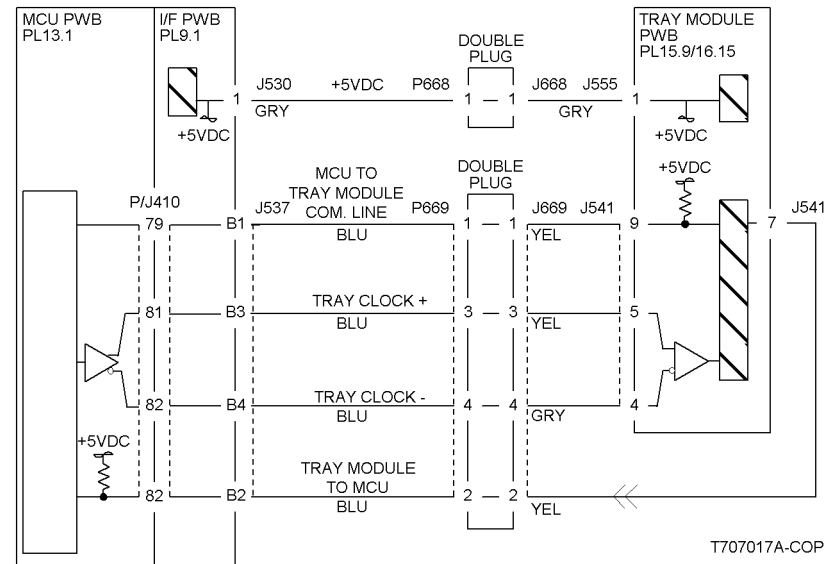 MCU PWB
PL13.1
I/F PWB
PL9.1
DOUBLE
PLUG
TRAY MODULE
PWB
PL15.9/16.15
1
J530
+5VDC
P668
1
1
J668
J555
1
GRY
GRY
+5VDC
+5VDC
MCU TO
TRAY MODULE
COM. LINE
DOUBLE
PLUG
+5VDC
P/J410
79
B1
J537
P669
1
1
J669
J541
9
7
J541
BLU
YEL
81
B3
TRAY CLOCK +
3
3
5
BLU
YEL
82
B4
TRAY CLOCK -
4
4
4
BLU
GRY
+5VDC
TRAY MODULE
TO MCU
82
B2
2
2
BLU
YEL
T707017A-COP